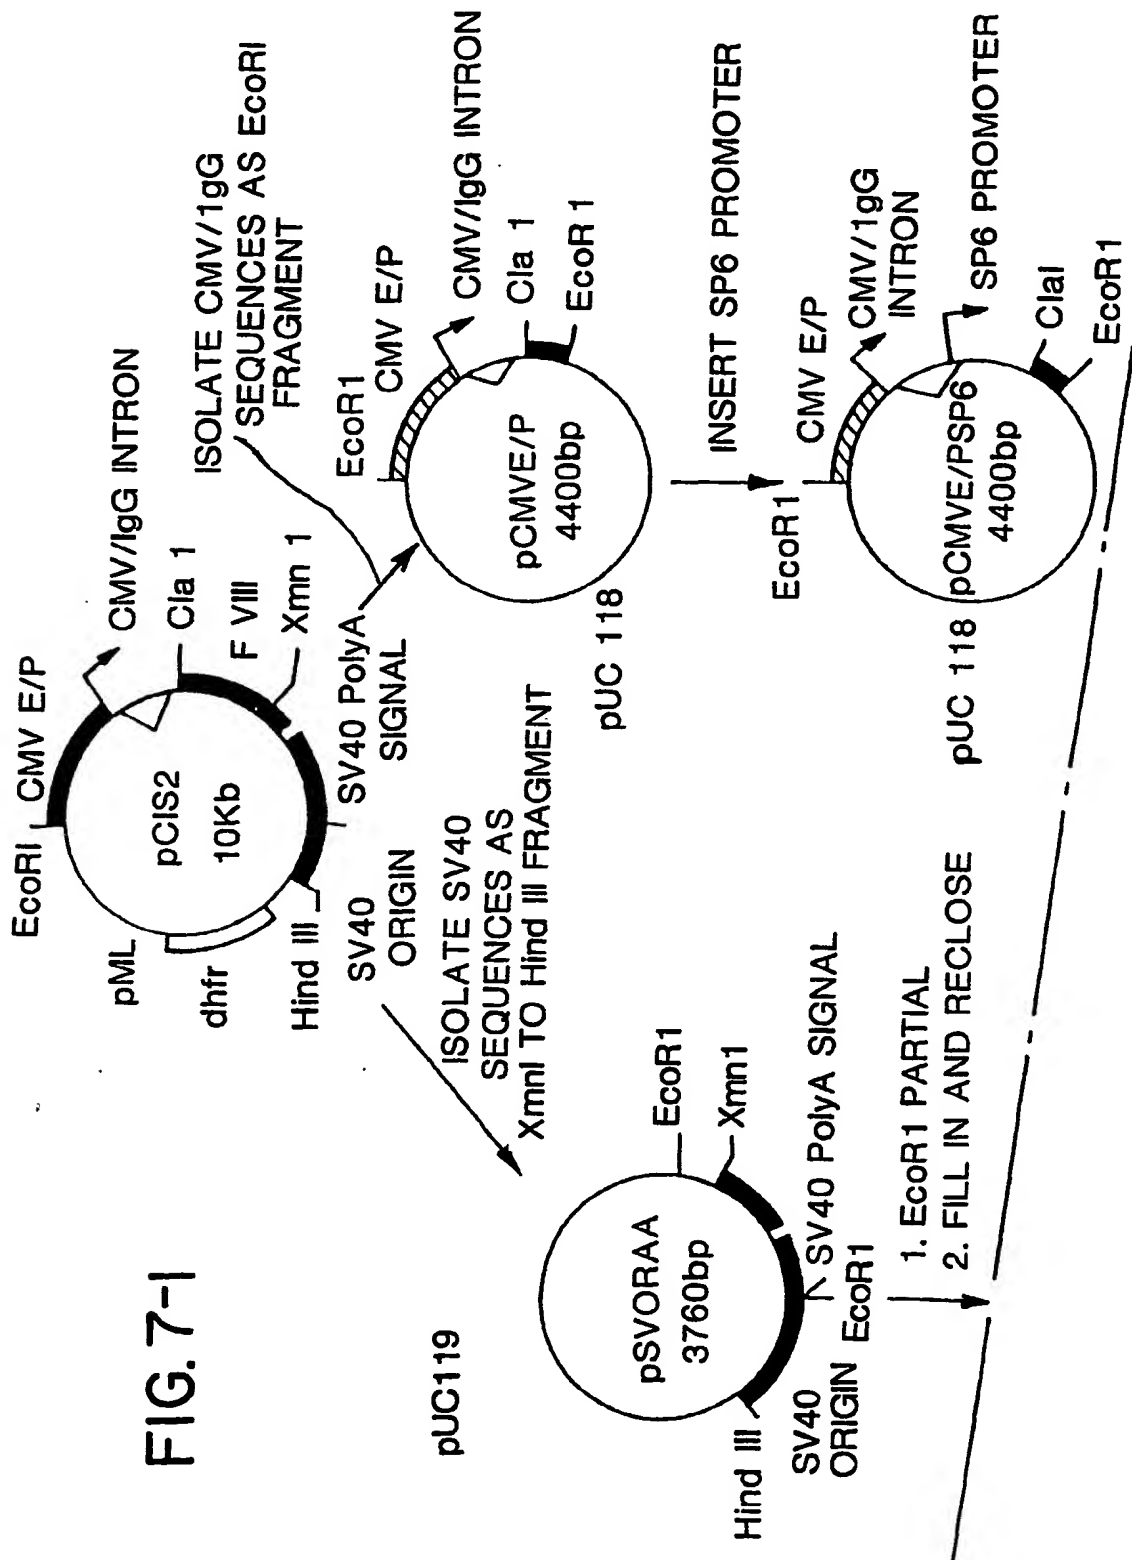 FIG. 7-1
EcoRI
CMV E/P
CMV/IgG INTRON
Cla 1
F VIII
Xmn 1
pML
dhfr
Hind III
pCIS2
10Kb
SV40
ORIGIN
SV40 PolyA
SIGNAL
ISOLATE CMV/1gG
SEQUENCES AS EcoRI
FRAGMENT
ISOLATE SV40
SEQUENCES AS
XmnI TO Hind III FRAGMENT
pUC119
pSVORAA
3760bp
EcoR1
Xmn1
SV40 PolyA SIGNAL
EcoR1
Hind III
SV40
ORIGIN
1. EcoR1 PARTIAL
2. FILL IN AND RECLOSE
EcoR1
CMV E/P
CMV/IgG INTRON
Cla 1
EcoR 1
pCMVE/P
4400bp
pUC 118
INSERT SP6 PROMOTER
EcoR1
CMV E/P
CMV/1gG
INTRON
SP6 PROMOTER
ClaI
EcoR1
pUC 118
pCMVE/PSP6
4400bp